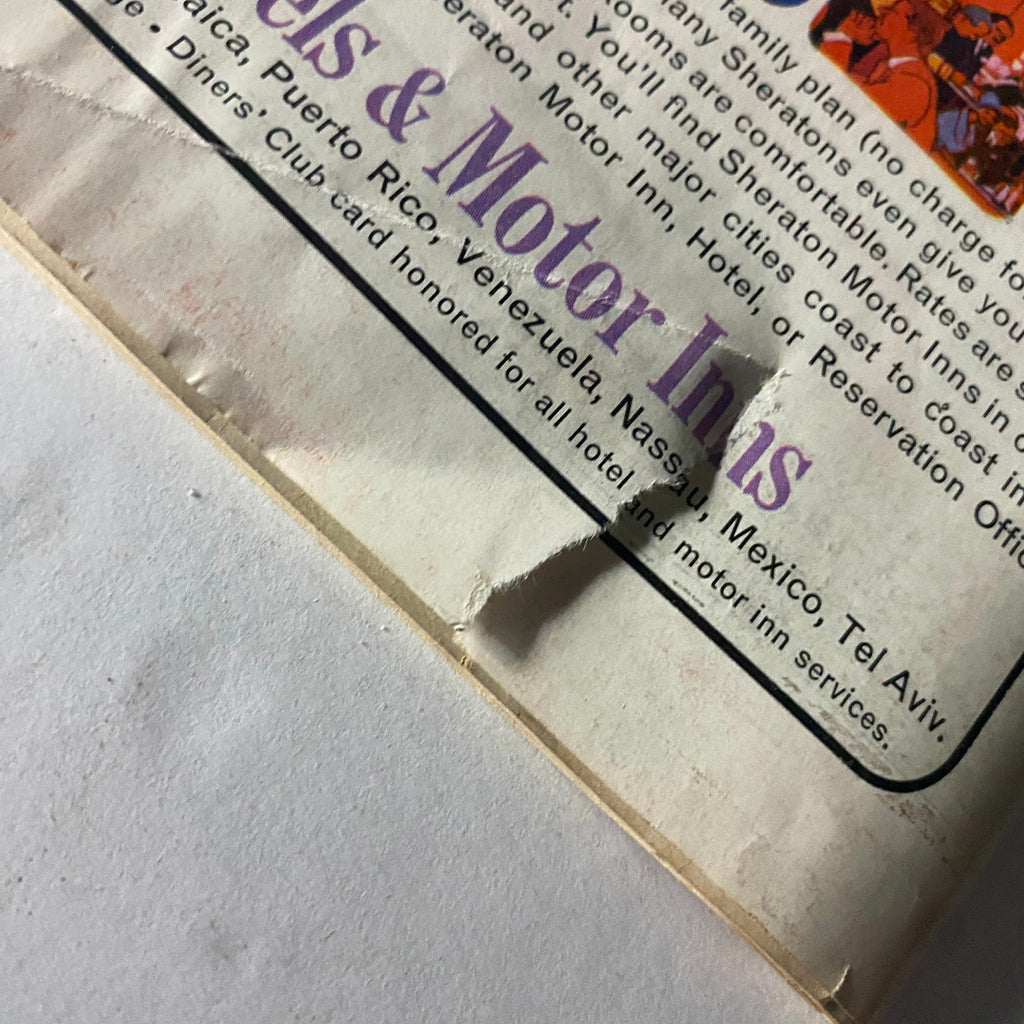 family plan (no charge fo
many Sheratons even give you
ooms are comfortable. Rates are s
t. You'll find Sheraton Motor Inns in
and other major cities coast to coast in
eraton Motor Inn, Hotel, or Reservation Offic
els & Motor Inns
aica, Puerto Rico, Venezuela, Nassau, Mexico, Tel Aviv.
ge • Diners' Club card honored for all hotel and motor inn services.